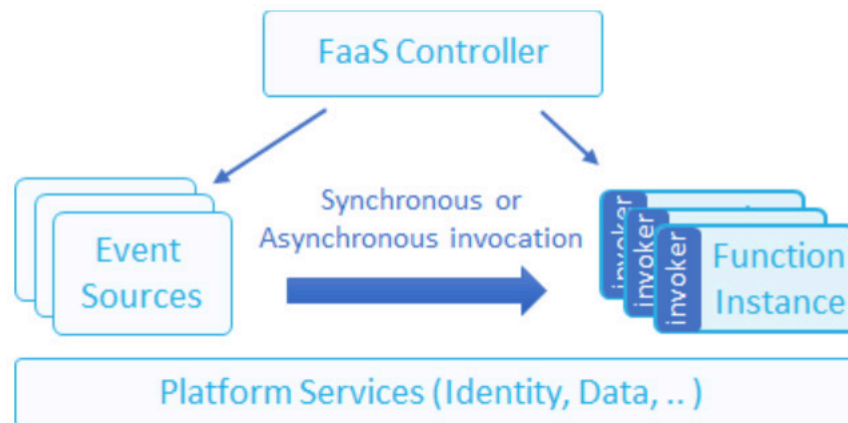 FaaS Controller
Synchronous or
Asynchronous invocation
Event
Sources
invoker
invoker
invoker
Function
Instance
Platform Services (Identity, Data, .. )